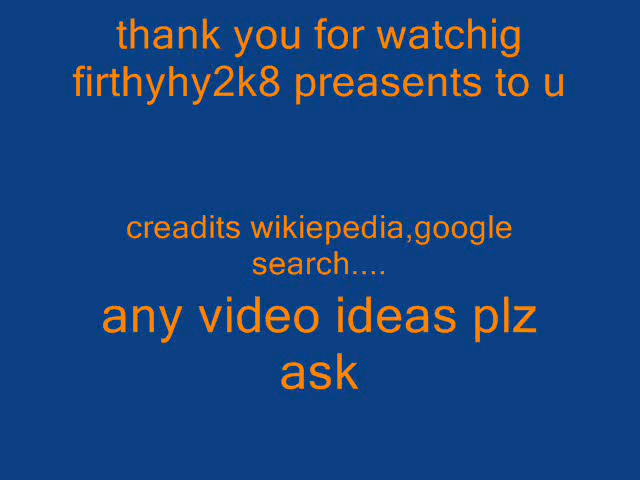 thank you for watchig
firthyhy2k8 preasents to u
creadits wikiepedia,google
search....
any video ideas plz
ask